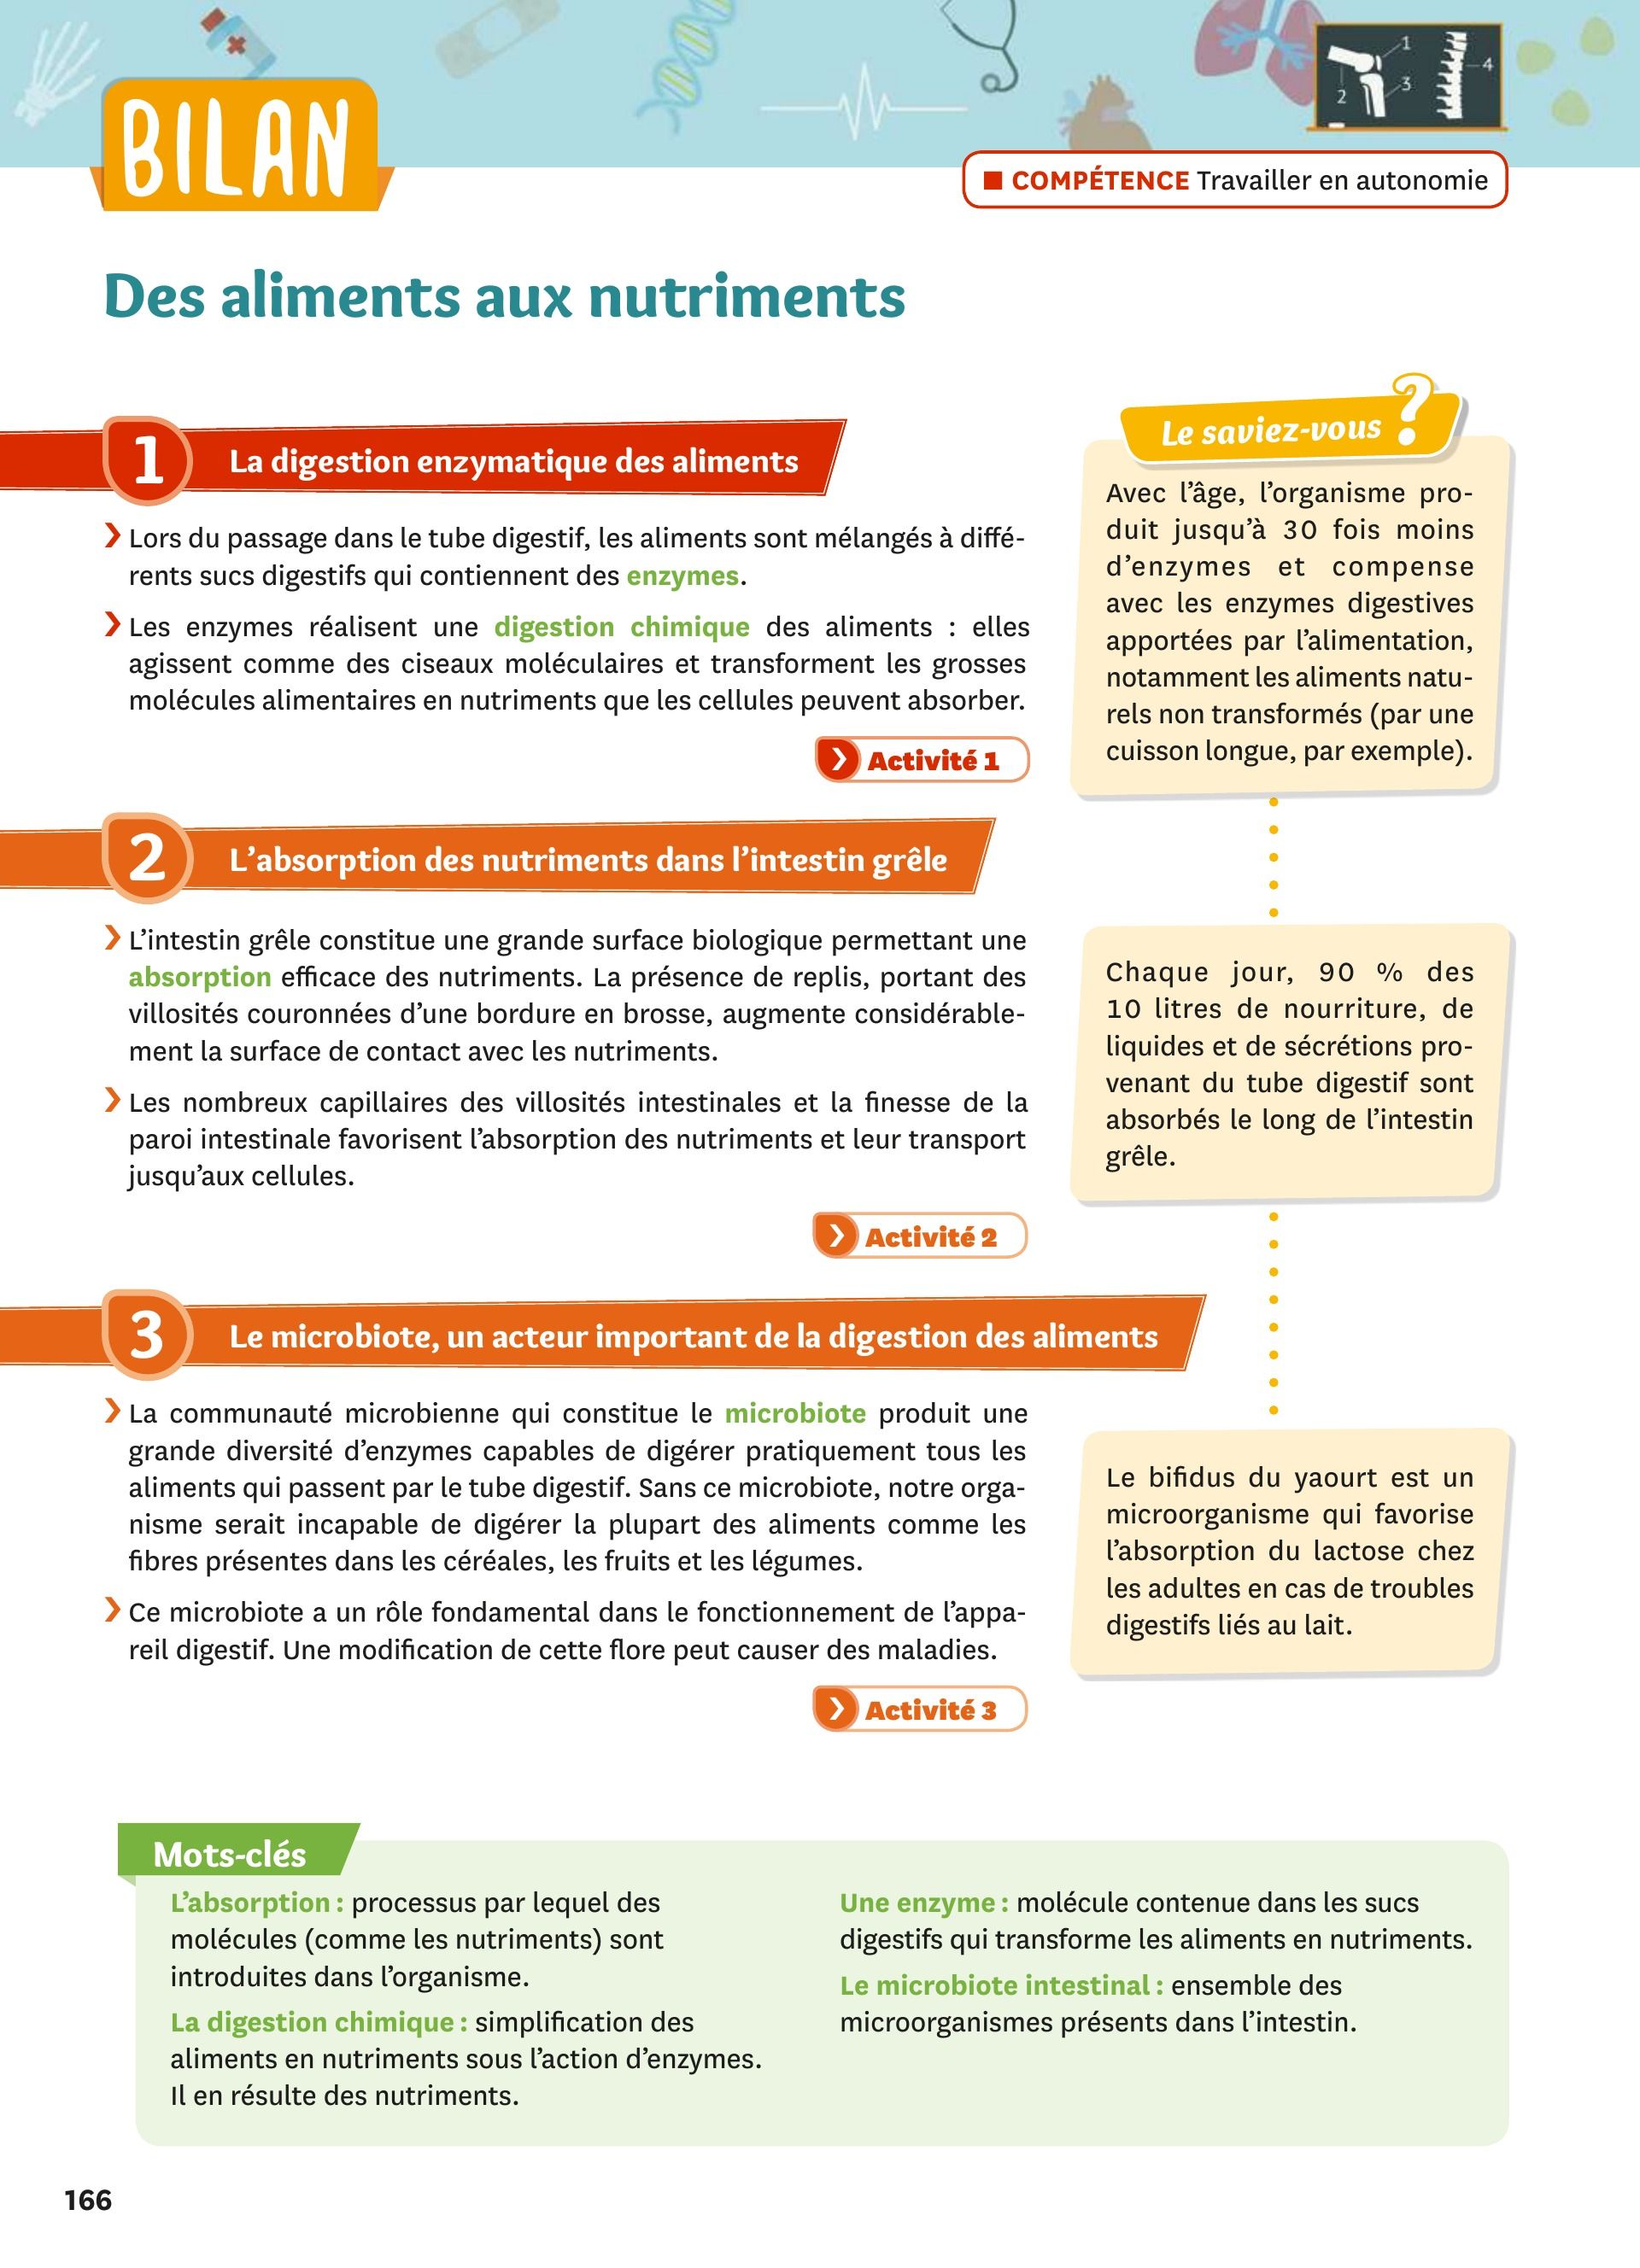 1
2
3
4
BILAN
■ COMPÉTENCE Travailler en autonomie
Des aliments aux nutriments
1 La digestion enzymatique des aliments
❯ Lors du passage dans le tube digestif, les aliments sont mélangés à diffé-
rents sucs digestifs qui contiennent des enzymes.
❯ Les enzymes réalisent une digestion chimique des aliments : elles
agissent comme des ciseaux moléculaires et transforment les grosses
molécules alimentaires en nutriments que les cellules peuvent absorber.
❯ Activité 1
Le saviez-vous ?
Avec l’âge, l’organisme pro-
duit jusqu’à 30 fois moins
d’enzymes et compense
avec les enzymes digestives
apportées par l’alimentation,
notamment les aliments natu-
rels non transformés (par une
cuisson longue, par exemple).
2 L’absorption des nutriments dans l’intestin grêle
❯ L’intestin grêle constitue une grande surface biologique permettant une
absorption efficace des nutriments. La présence de replis, portant des
villosités couronnées d’une bordure en brosse, augmente considérable-
ment la surface de contact avec les nutriments.
❯ Les nombreux capillaires des villosités intestinales et la finesse de la
paroi intestinale favorisent l’absorption des nutriments et leur transport
jusqu’aux cellules.
❯ Activité 2
Chaque jour, 90 % des
10 litres de nourriture, de
liquides et de sécrétions pro-
venant du tube digestif sont
absorbés le long de l’intestin
grêle.
3 Le microbiote, un acteur important de la digestion des aliments
❯ La communauté microbienne qui constitue le microbiote produit une
grande diversité d’enzymes capables de digérer pratiquement tous les
aliments qui passent par le tube digestif. Sans ce microbiote, notre orga-
nisme serait incapable de digérer la plupart des aliments comme les
fibres présentes dans les céréales, les fruits et les légumes.
❯ Ce microbiote a un rôle fondamental dans le fonctionnement de l’appa-
reil digestif. Une modification de cette flore peut causer des maladies.
❯ Activité 3
Le bifidus du yaourt est un
microorganisme qui favorise
l’absorption du lactose chez
les adultes en cas de troubles
digestifs liés au lait.
Mots-clés
L’absorption : processus par lequel des
molécules (comme les nutriments) sont
introduites dans l’organisme.
La digestion chimique : simplification des
aliments en nutriments sous l’action d’enzymes.
Il en résulte des nutriments.
Une enzyme : molécule contenue dans les sucs
digestifs qui transforme les aliments en nutriments.
Le microbiote intestinal : ensemble des
microorganismes présents dans l’intestin.
166